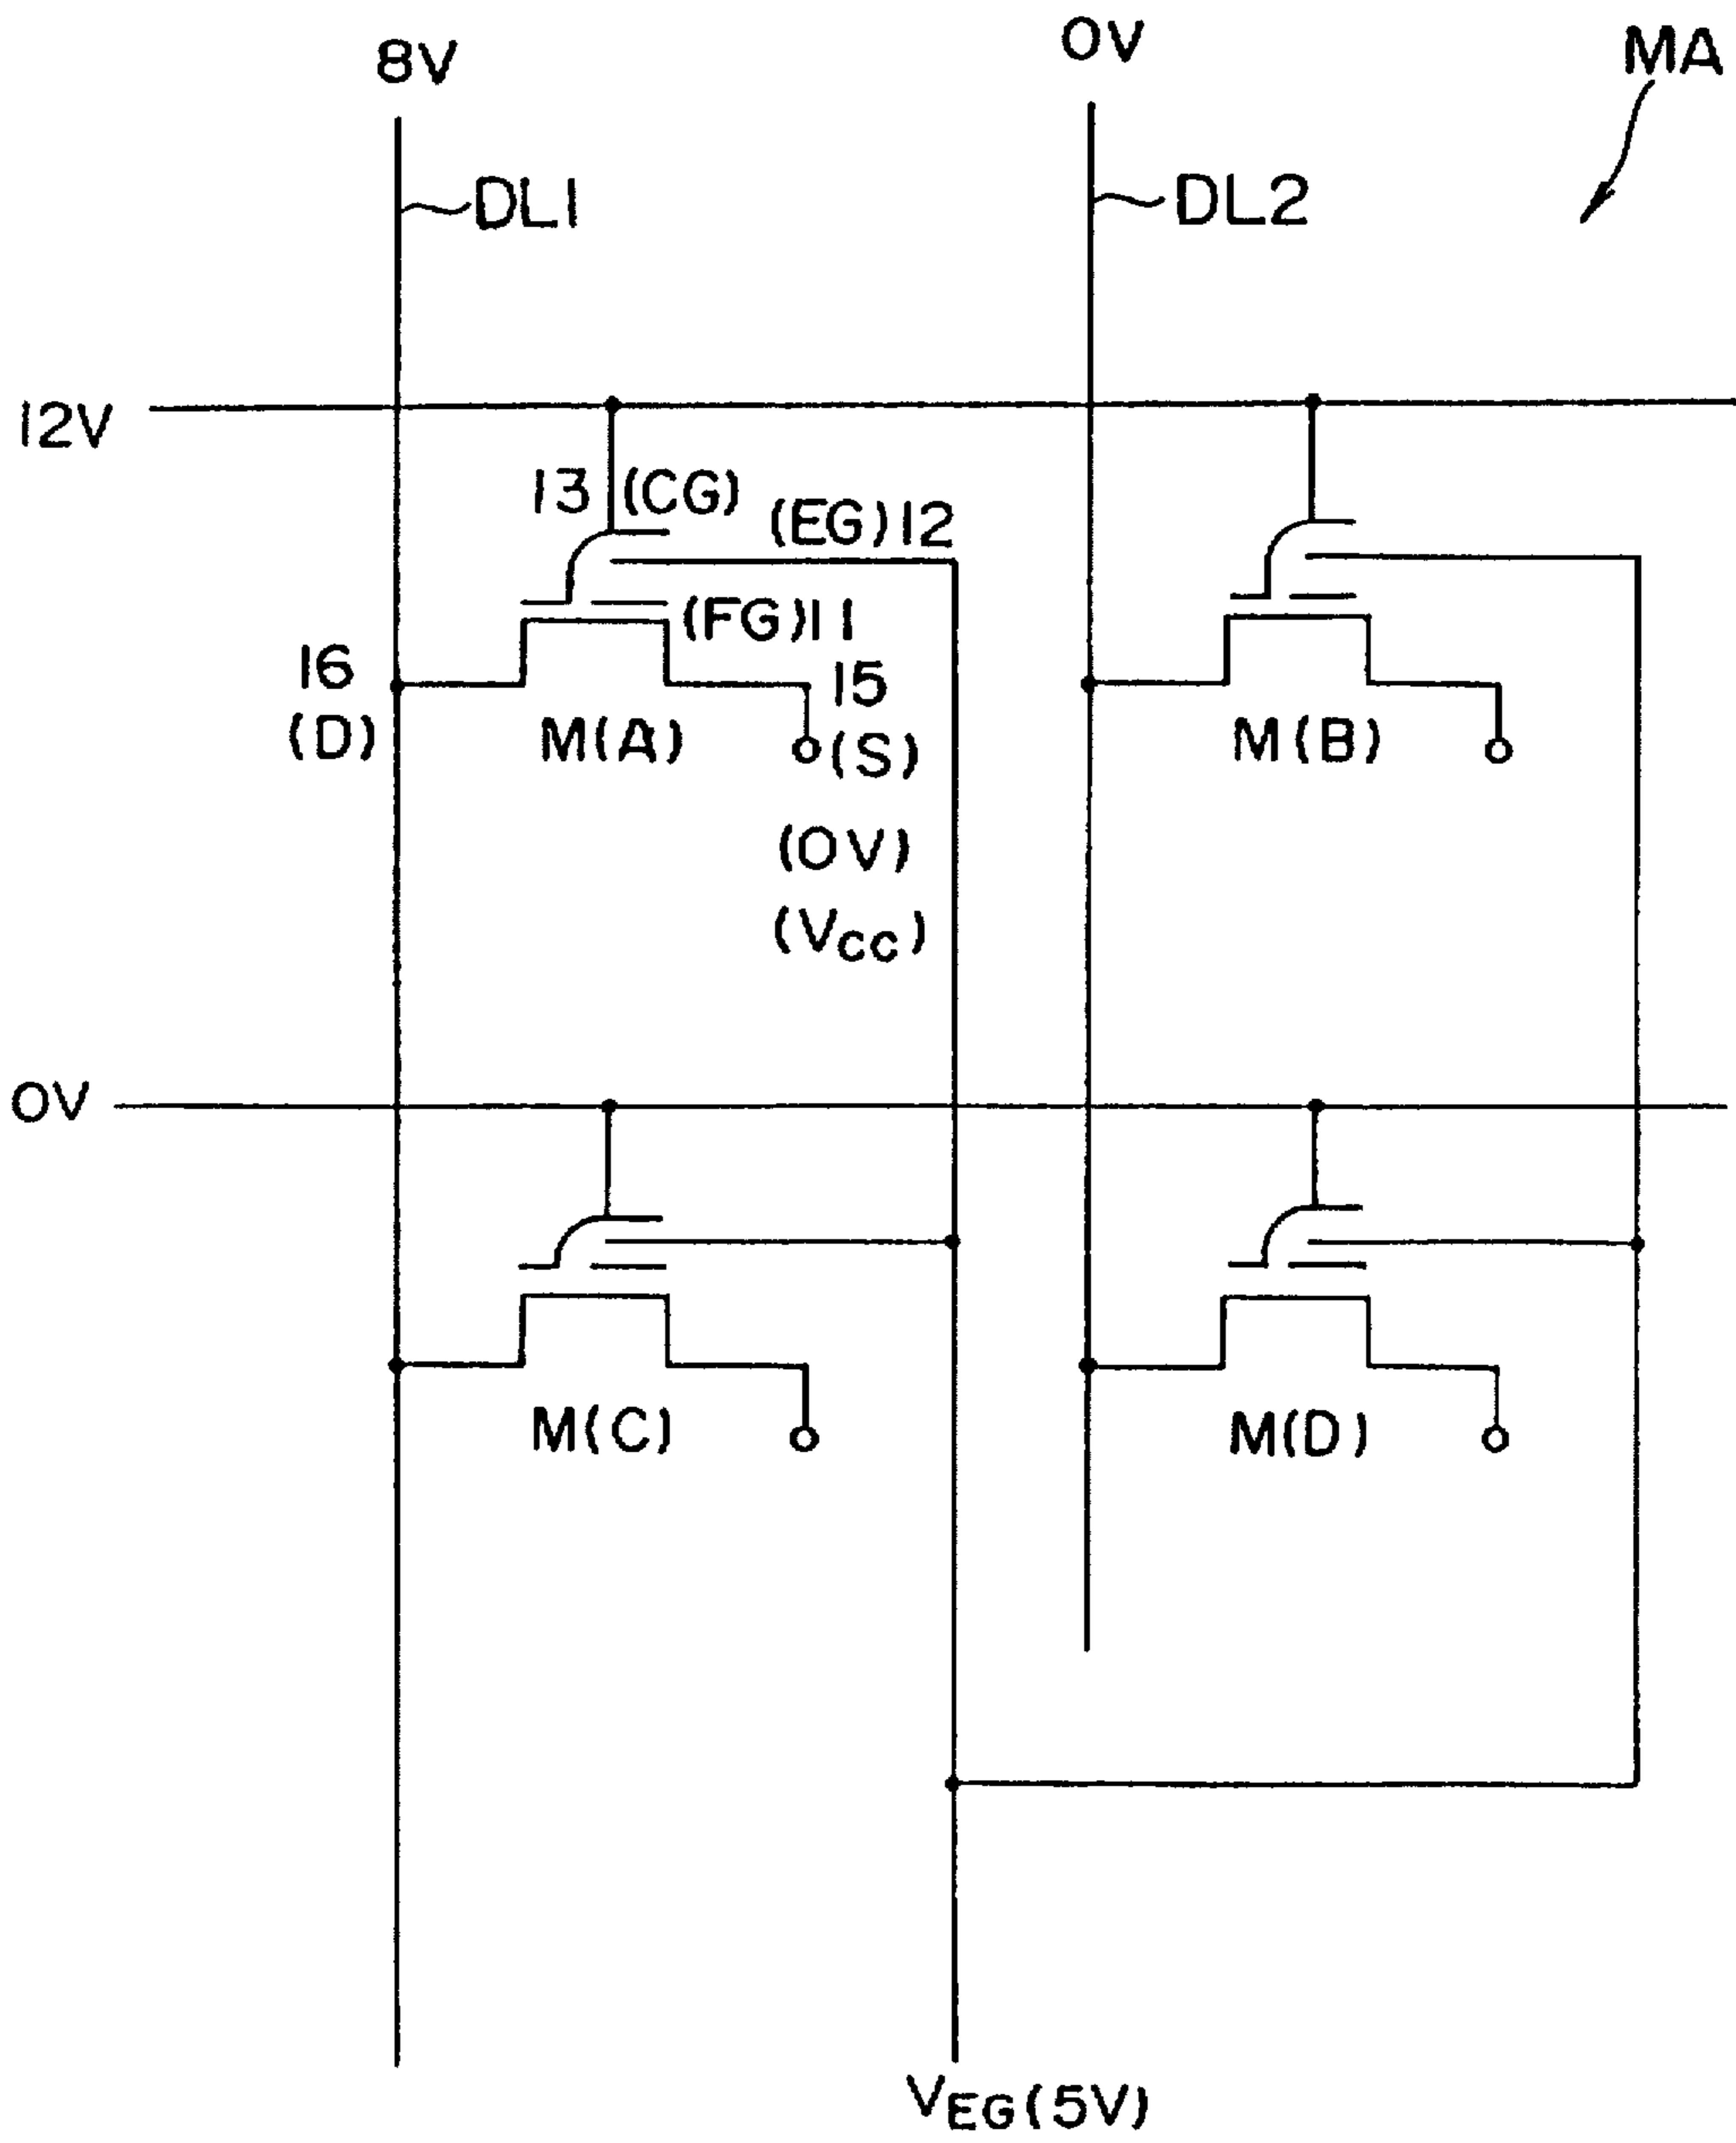 8V
0V
MA
DL1
DL2
12V
13 (CG)
(EG) 12
(FG) 11
16
(D)
M(A)
15
(S)
(0V)
(Vcc)
M(B)
0V
M(C)
M(D)
VEG (5V)